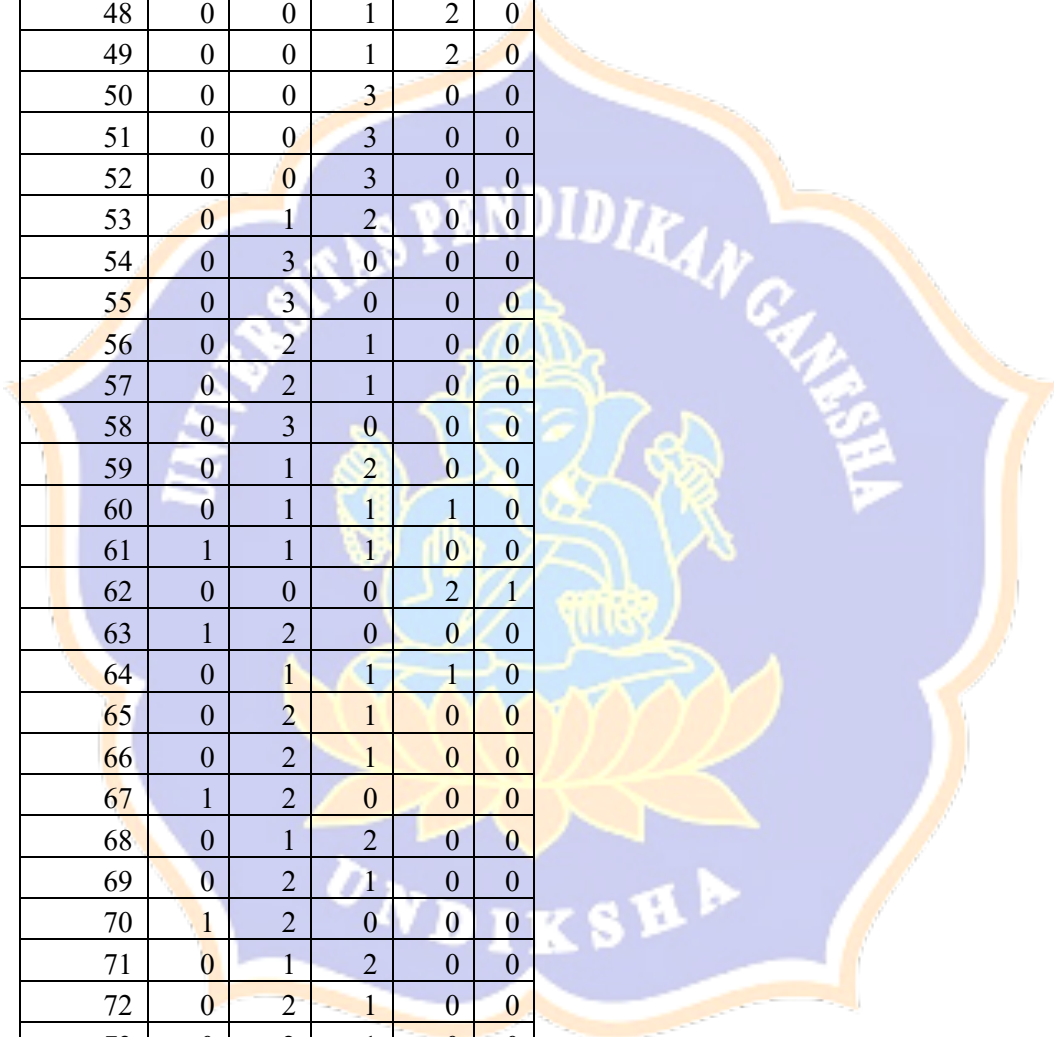 48 0 0 1 2 0
49 0 0 1 2 0
50 0 0 3 0 0
51 0 0 3 0 0
52 0 0 3 0 0
53 0 1 2 0 0
54 0 3 0 0 0
55 0 3 0 0 0
56 0 2 1 0 0
57 0 2 1 0 0
58 0 3 0 0 0
59 0 1 2 0 0
60 0 1 1 1 0
61 1 1 1 0 0
62 0 0 0 2 1
63 1 2 0 0 0
64 0 1 1 1 0
65 0 2 1 0 0
66 0 2 1 0 0
67 1 2 0 0 0
68 0 1 2 0 0
69 0 2 1 0 0
70 1 2 0 0 0
71 0 1 2 0 0
72 0 2 1 0 0
UNIVERSITAS PENDIDIKAN GANESHA
UNDIKSHA